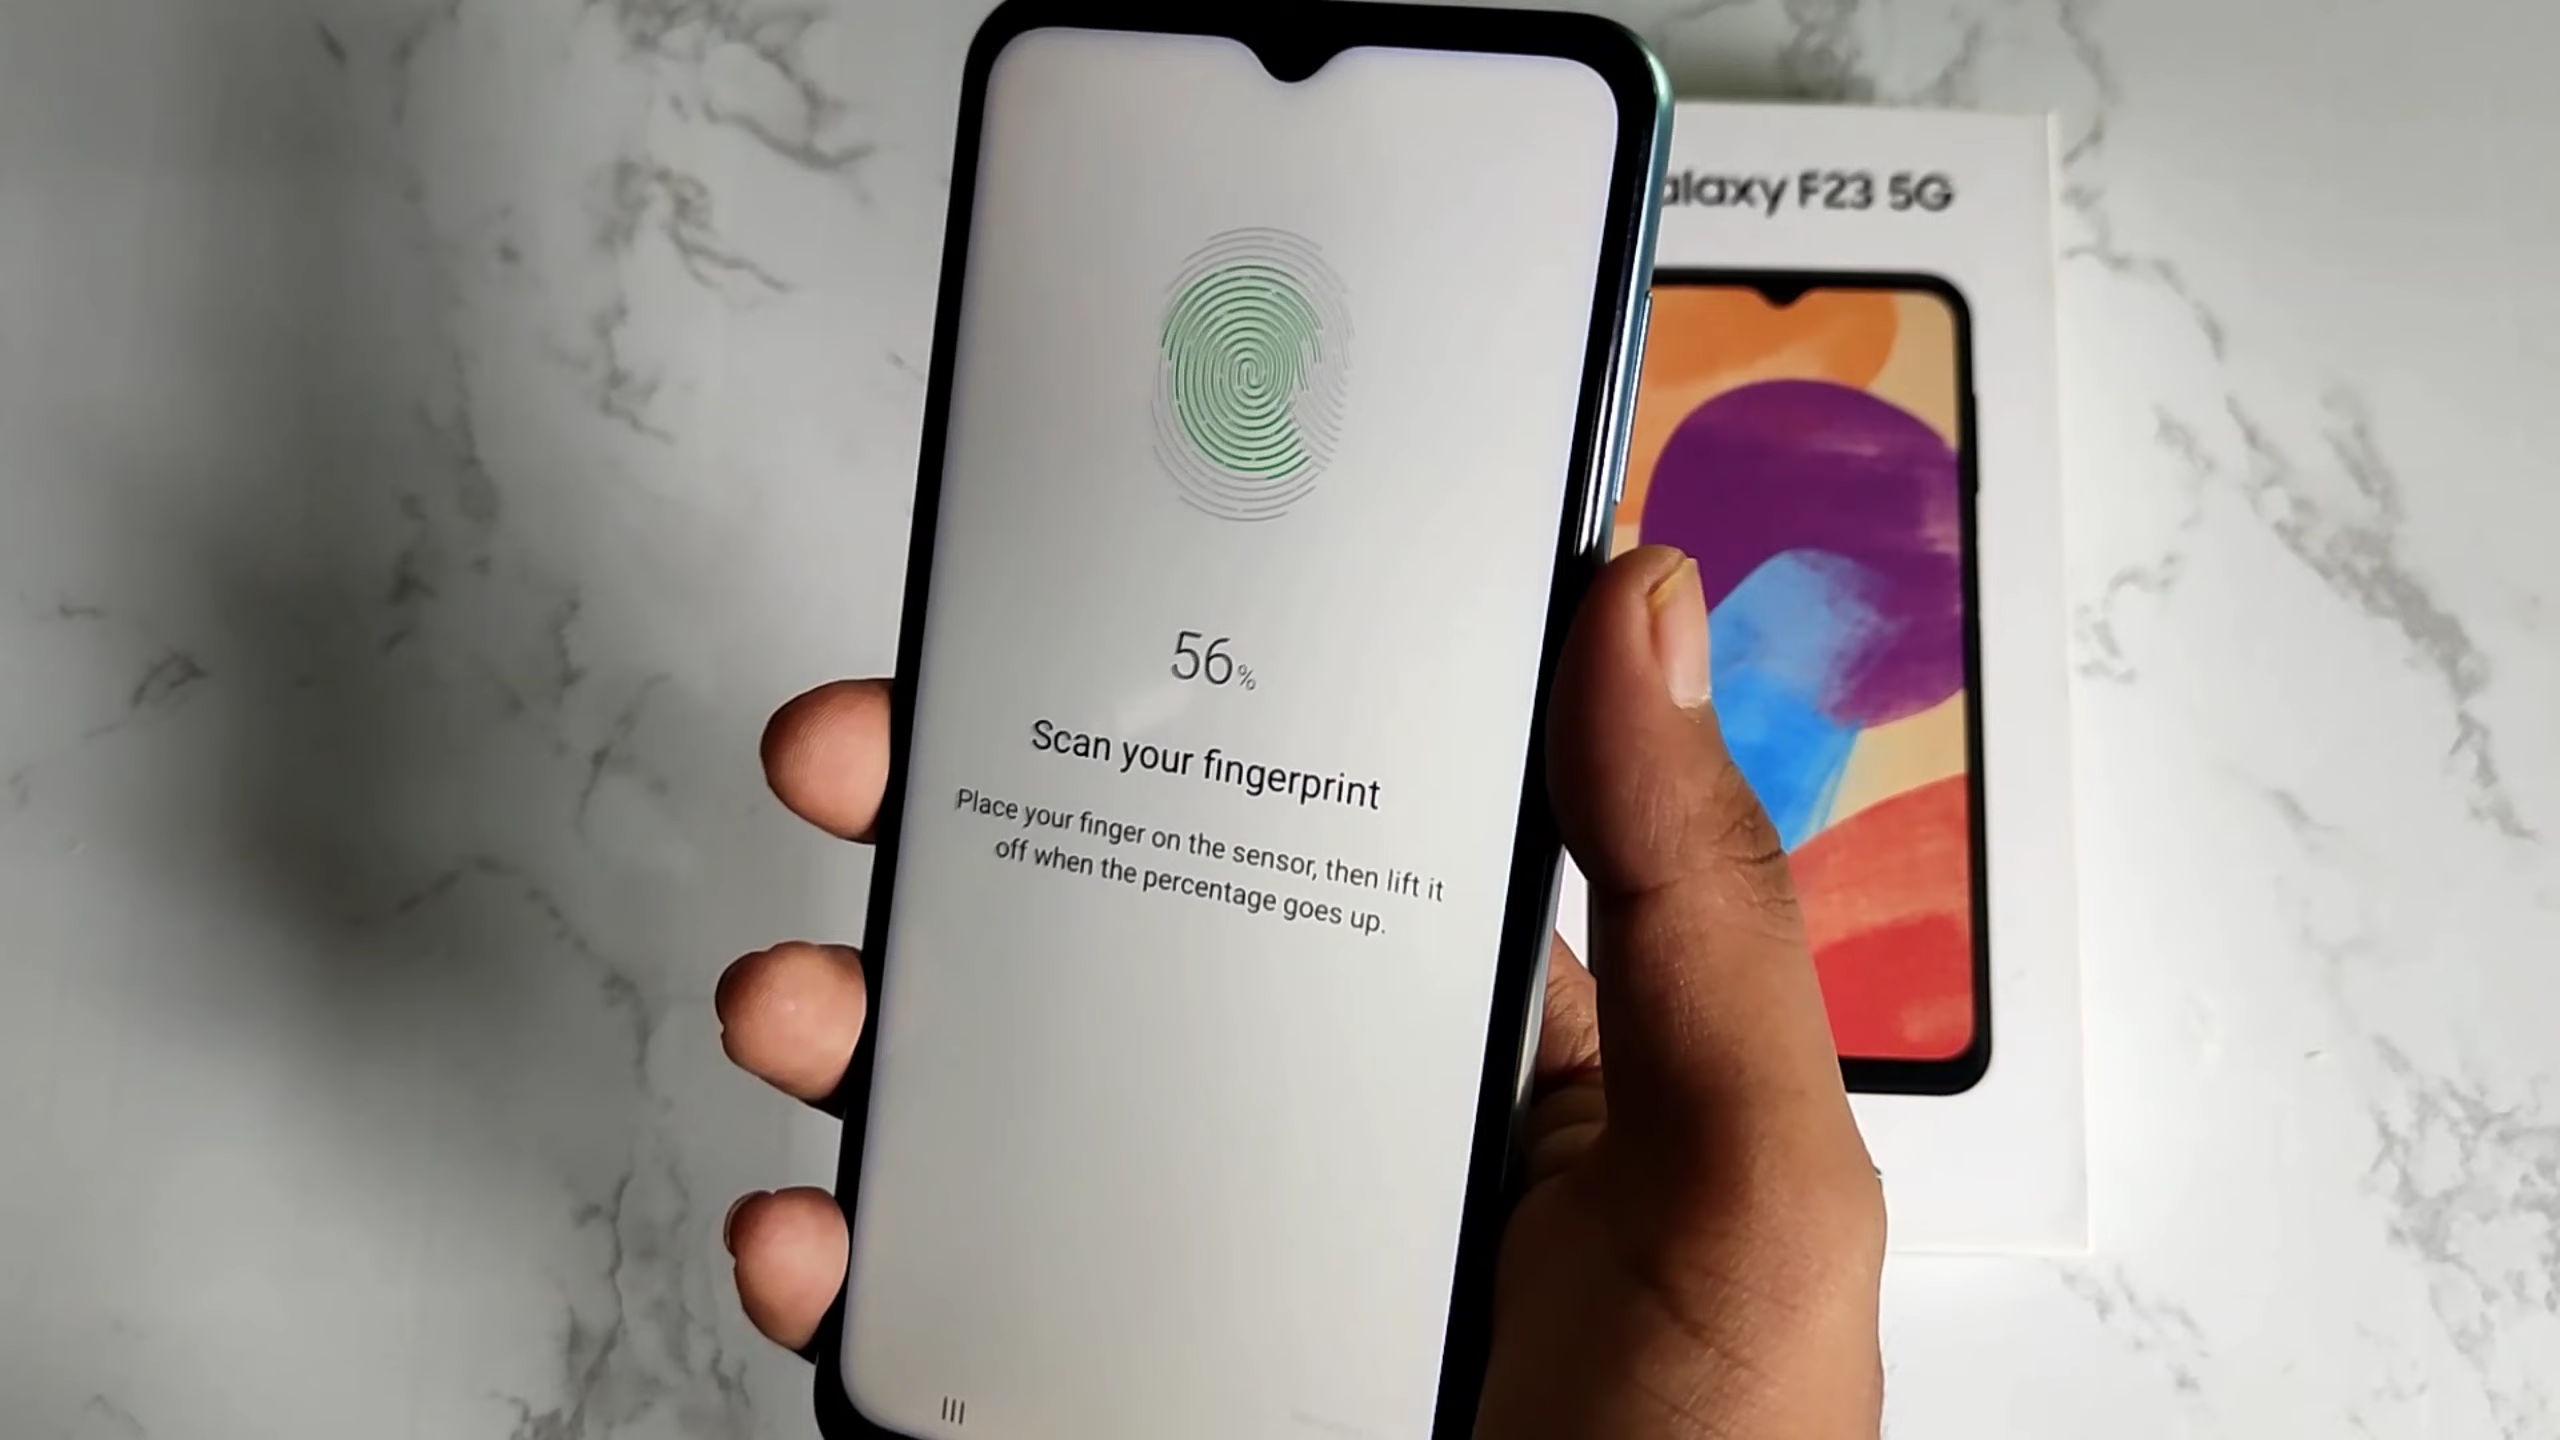 alaxy F23 5G
56%
Scan your fingerprint
Place your finger on the sensor, then lift it
off when the percentage goes up.